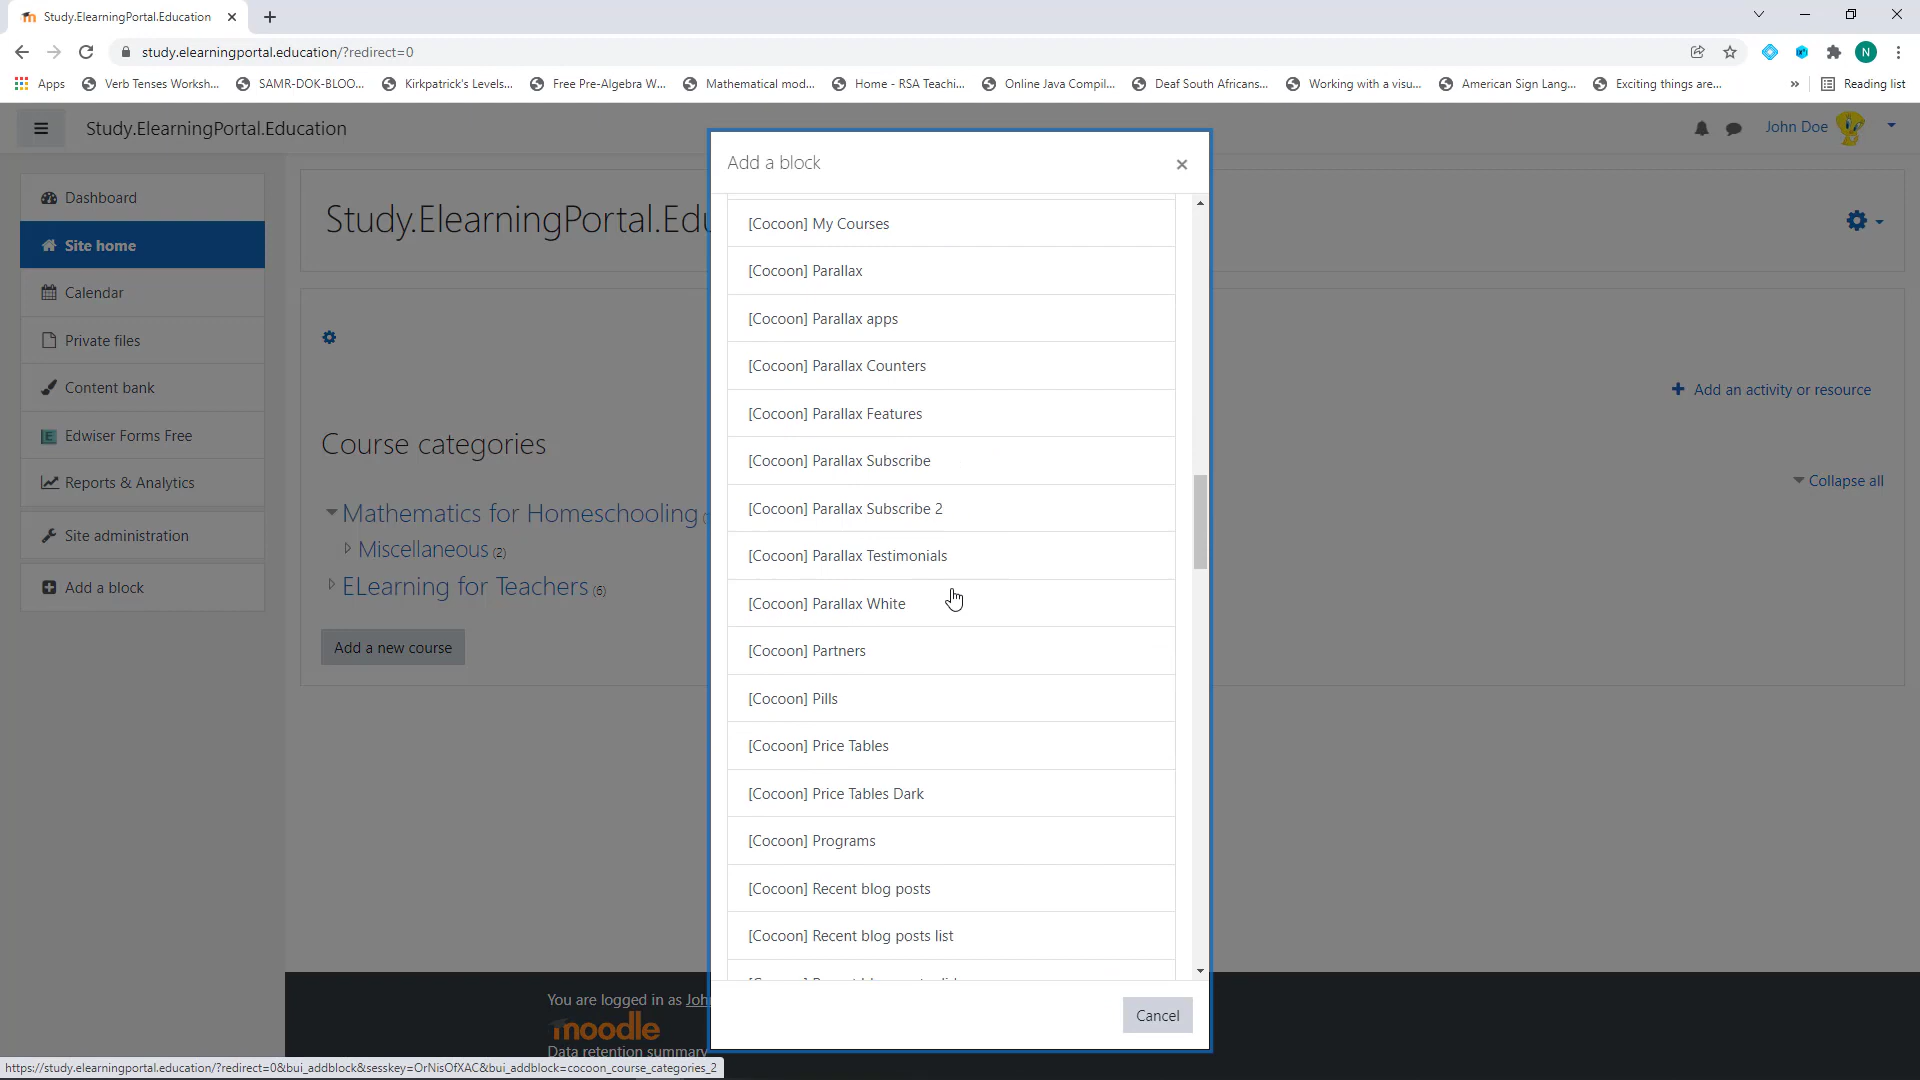 Study.ElearningPortal.Education
study.elearningportal.education/?redirect=0
N
Apps
Verb Tenses Worksh...
SAMR-DOK-BLOO...
Kirkpatrick's Levels...
Free Pre-Algebra W...
Mathematical mod...
Home - RSA Teachi...
Online Java Compil...
Deaf South Africans...
Working with a visu...
American Sign Lang...
Exciting things are...
»
Reading list
Study.ElearningPortal.Education
John Doe
Dashboard
Site home
Calendar
Private files
Content bank
Edwiser Forms Free
Reports & Analytics
Site administration
Add a block
Study.ElearningPortal.Edu
Add an activity or resource
Course categories
Collapse all
Mathematics for Homeschooling
Miscellaneous (2)
ELearning for Teachers (6)
Add a new course
Add a block
×
[Cocoon] My Courses
[Cocoon] Parallax
[Cocoon] Parallax apps
[Cocoon] Parallax Counters
[Cocoon] Parallax Features
[Cocoon] Parallax Subscribe
[Cocoon] Parallax Subscribe 2
[Cocoon] Parallax Testimonials
[Cocoon] Parallax White
[Cocoon] Partners
[Cocoon] Pills
[Cocoon] Price Tables
[Cocoon] Price Tables Dark
[Cocoon] Programs
[Cocoon] Recent blog posts
[Cocoon] Recent blog posts list
Cancel
You are logged in as John
moodle
Data retention summary
https://study.elearningportal.education/?redirect=0&bui_addblock&sesskey=OrNisOfXAC&bui_addblock=cocoon_course_categories_2